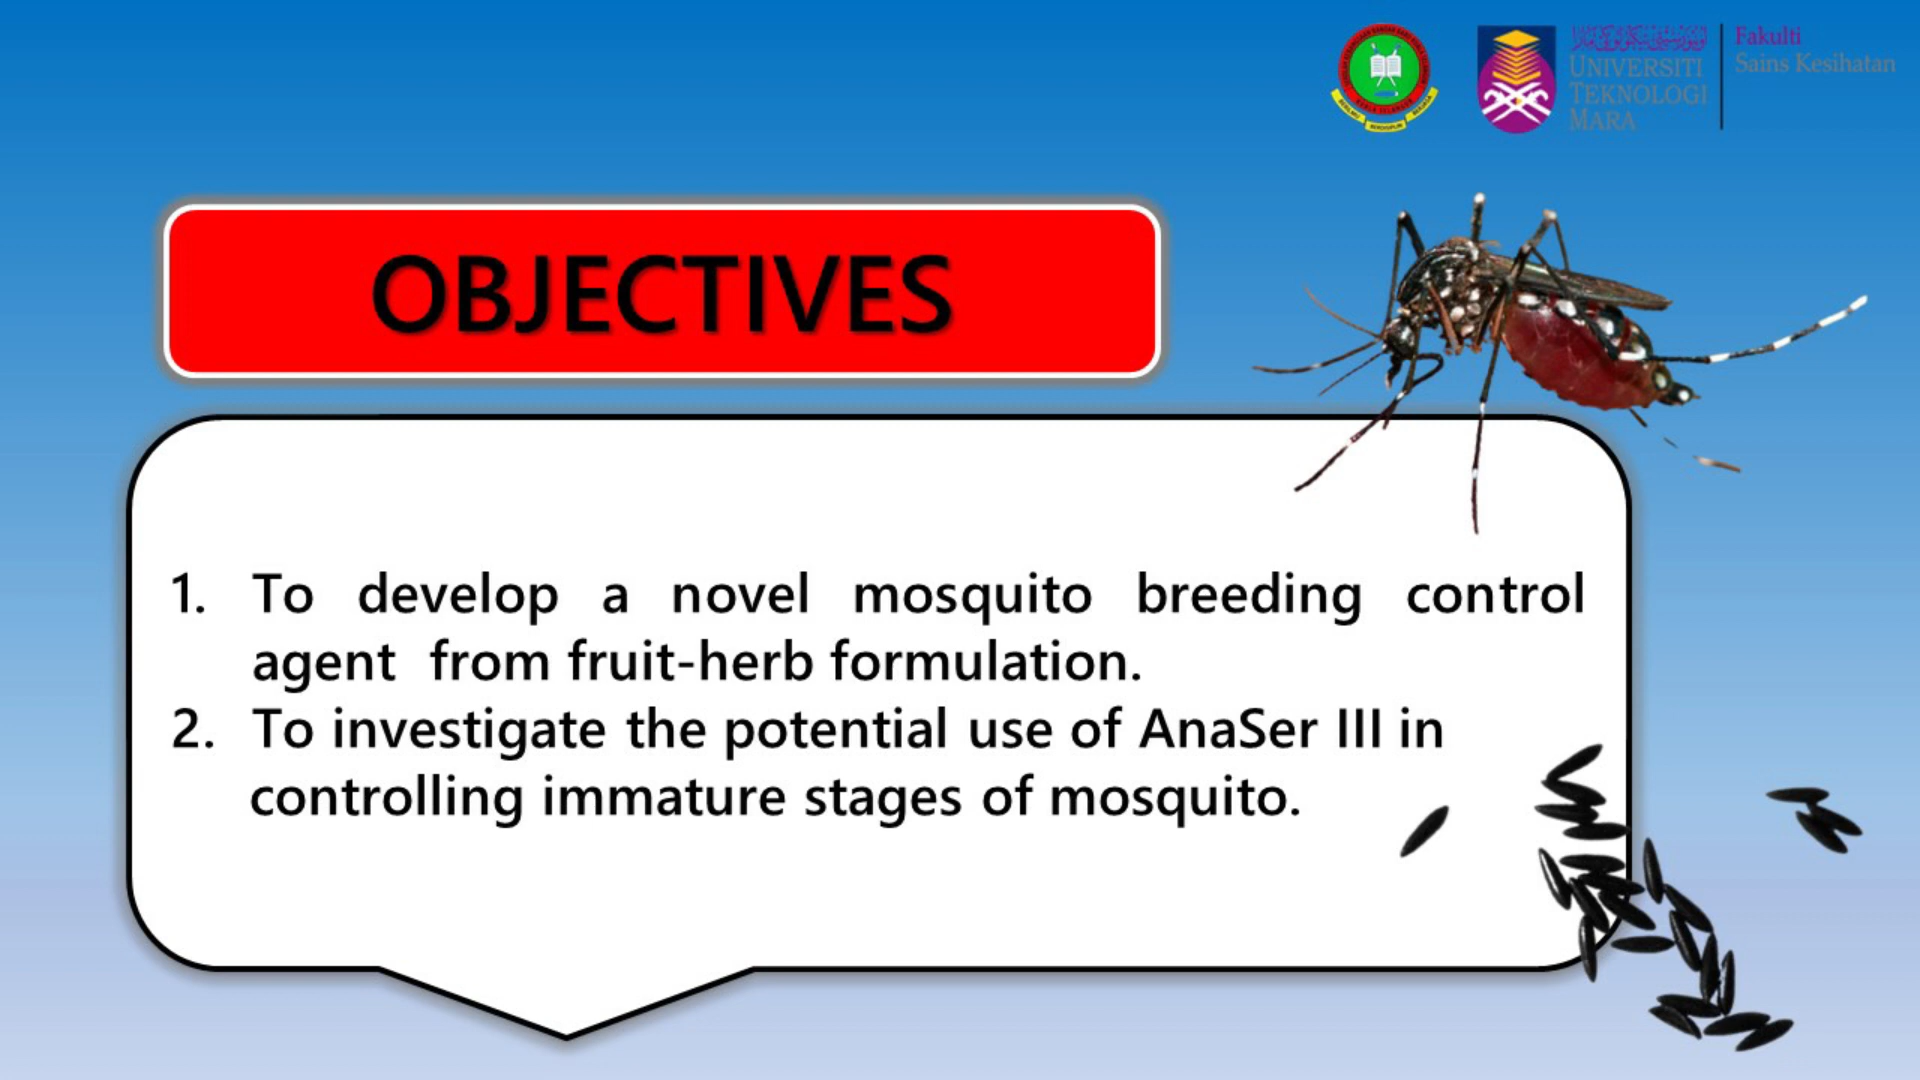 Fakulti
Sains Kesihatan
UNIVERSITI
TEKNOLOGI
MARA
OBJECTIVES
1. To develop a novel mosquito breeding control
agent from fruit-herb formulation.
2. To investigate the potential use of AnaSer III in
controlling immature stages of mosquito.